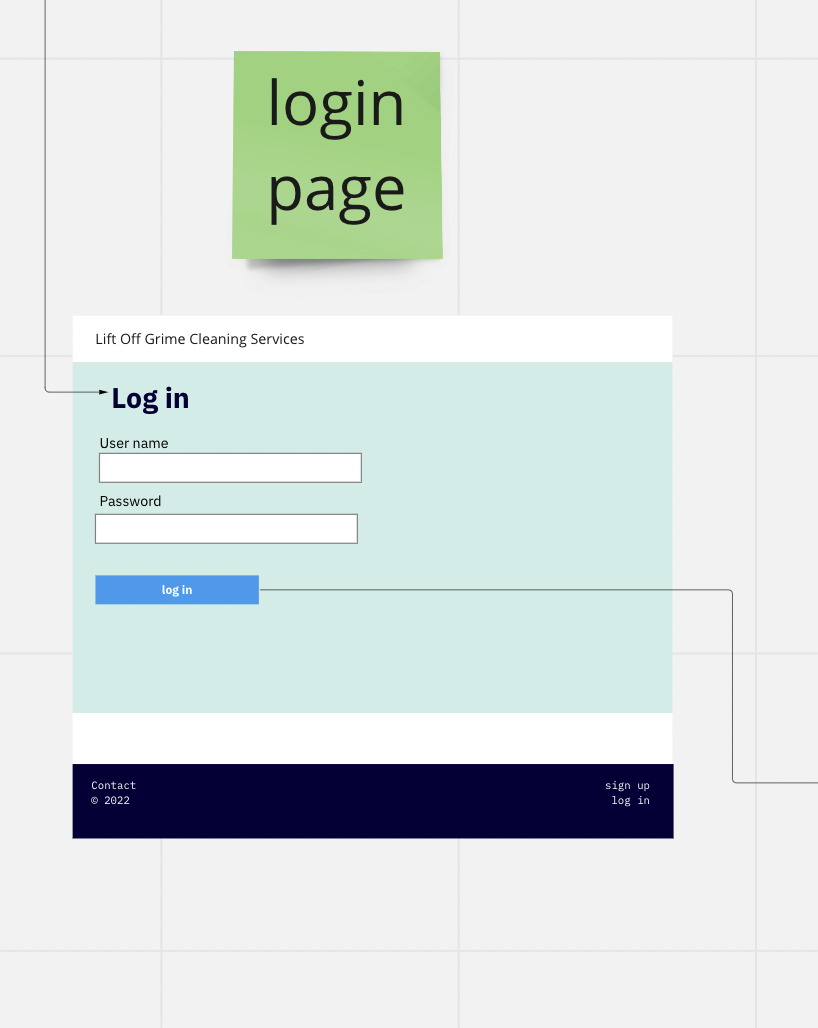 login
page
Lift Off Grime Cleaning Services
Log in
User name
Password
log in
Contact
© 2022
sign up
log in